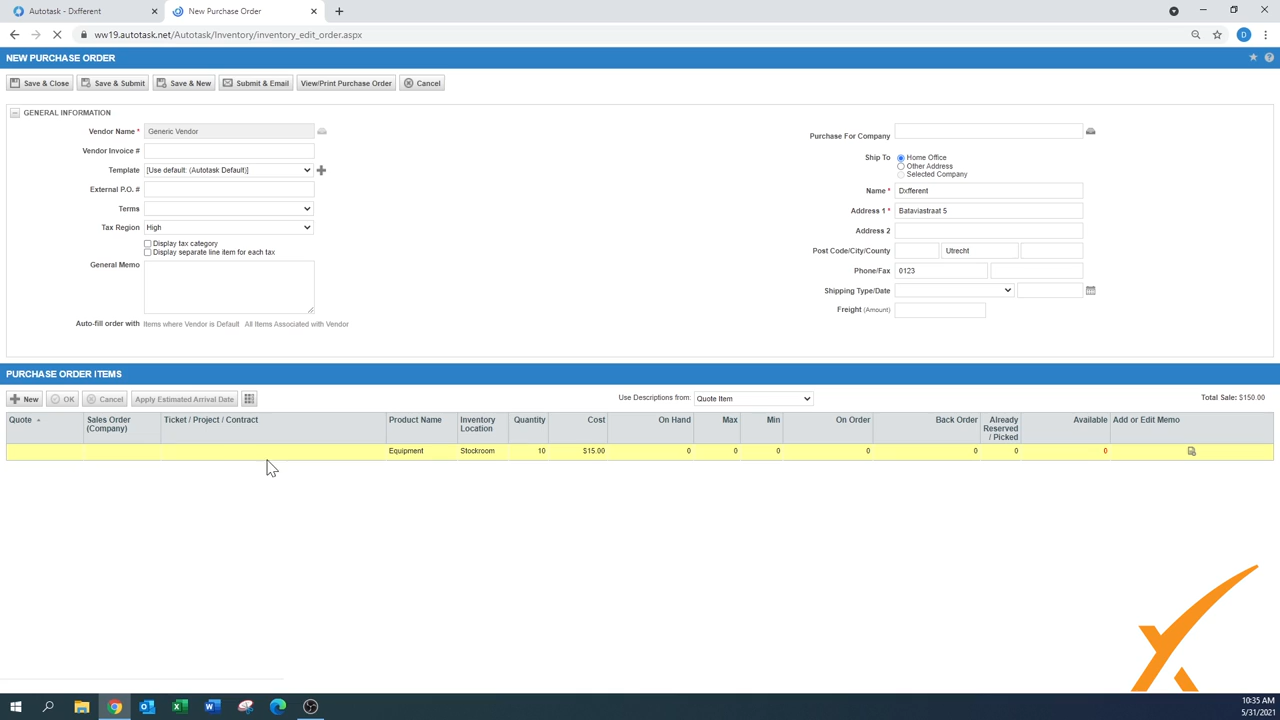 Autotask - Dxfferent
New Purchase Order
ww19.autotask.net/Autotask/Inventory/inventory_edit_order.aspx
D
NEW PURCHASE ORDER
Save & Close
Save & Submit
Save & New
Submit & Email
View/Print Purchase Order
Cancel
GENERAL INFORMATION
Vendor Name *
Generic Vendor
Vendor Invoice #
Template
[Use default: (Autotask Default)]
External P.O. #
Terms
Tax Region
High
Display tax category
Display separate line item for each tax
General Memo
Auto-fill order with
Items where Vendor is Default
All Items Associated with Vendor
Purchase For Company
Ship To
Home Office
Other Address
Selected Company
Name *
Dxfferent
Address 1 *
Bataviastraat 5
Address 2
Post Code/City/County
Utrecht
Phone/Fax
0123
Shipping Type/Date
Freight (Amount)
PURCHASE ORDER ITEMS
New
OK
Cancel
Apply Estimated Arrival Date
Use Descriptions from:
Quote Item
Total Sale: $150.00
Quote
Sales Order
(Company)
Ticket / Project / Contract
Product Name
Inventory
Location
Quantity
Cost
On Hand
Max
Min
On Order
Back Order
Already
Reserved
/ Picked
Available
Add or Edit Memo
Equipment
Stockroom
10
$15.00
0
0
0
0
0
0
0
10:35 AM
5/31/2021